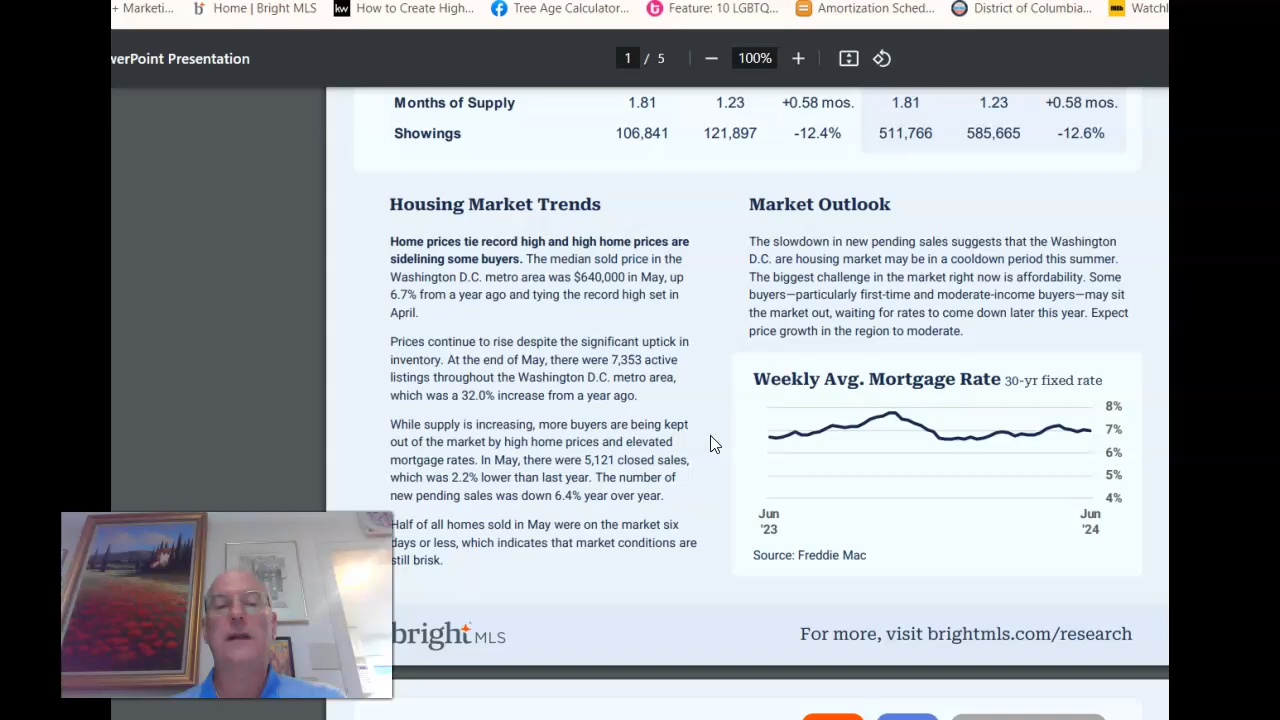 + Marketi...
Home | Bright MLS
kw
How to Create High...
Tree Age Calculator...
Feature: 10 LGBTQ...
Amortization Sched...
District of Columbia...
Watchl
werPoint Presentation
1 / 5
100%
Months of Supply 1.81 1.23 +0.58 mos. 1.81 1.23 +0.58 mos.
Showings 106,841 121,897 -12.4% 511,766 585,665 -12.6%
Housing Market Trends
Home prices tie record high and high home prices are
sidelining some buyers. The median sold price in the
Washington D.C. metro area was $640,000 in May, up
6.7% from a year ago and tying the record high set in
April.
Prices continue to rise despite the significant uptick in
inventory. At the end of May, there were 7,353 active
listings throughout the Washington D.C. metro area,
which was a 32.0% increase from a year ago.
While supply is increasing, more buyers are being kept
out of the market by high home prices and elevated
mortgage rates. In May, there were 5,121 closed sales,
which was 2.2% lower than last year. The number of
new pending sales was down 6.4% year over year.
Half of all homes sold in May were on the market six
days or less, which indicates that market conditions are
still brisk.
Market Outlook
The slowdown in new pending sales suggests that the Washington
D.C. are housing market may be in a cooldown period this summer.
The biggest challenge in the market right now is affordability. Some
buyers—particularly first-time and moderate-income buyers—may sit
the market out, waiting for rates to come down later this year. Expect
price growth in the region to moderate.
Weekly Avg. Mortgage Rate 30-yr fixed rate
8%
7%
6%
5%
4%
Jun Jun
'23 '24
Source: Freddie Mac
bright MLS
For more, visit brightmls.com/research